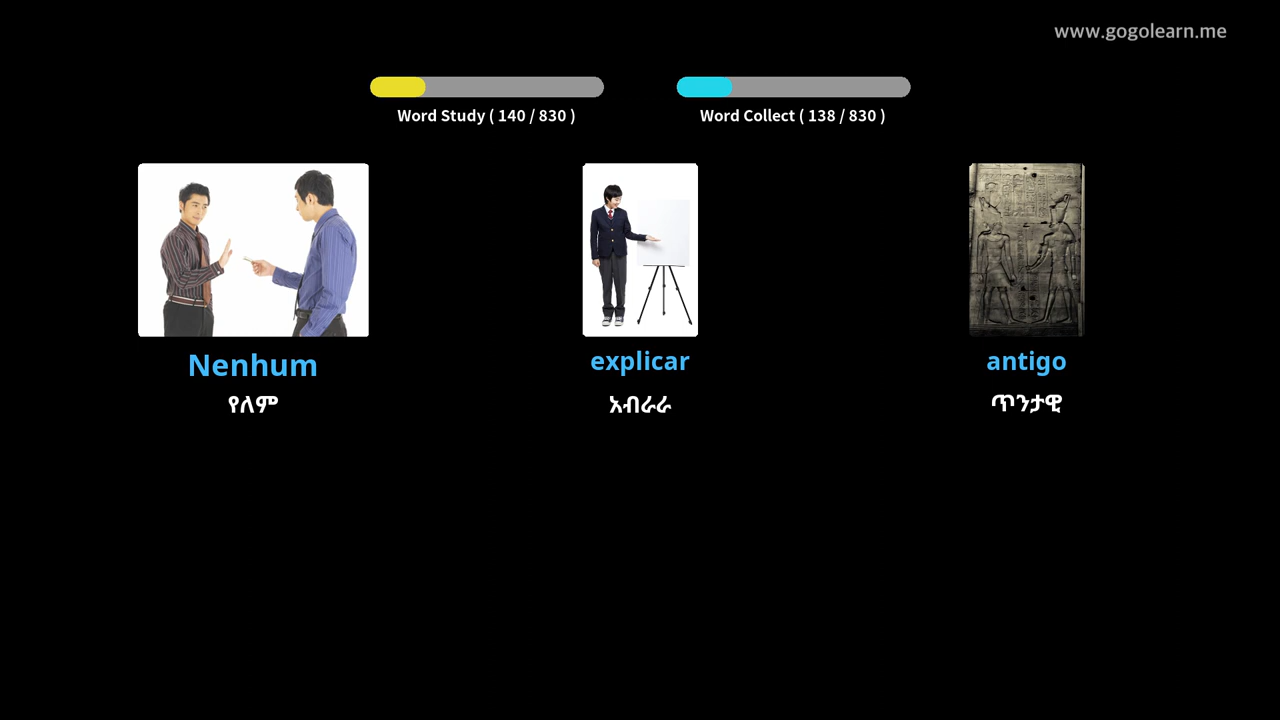 www.gogolearn.me
Word Study ( 140 / 830 )
Word Collect ( 138 / 830 )
Nenhum
explicar
antigo
የለም
አብራራ
ጥንታዊ